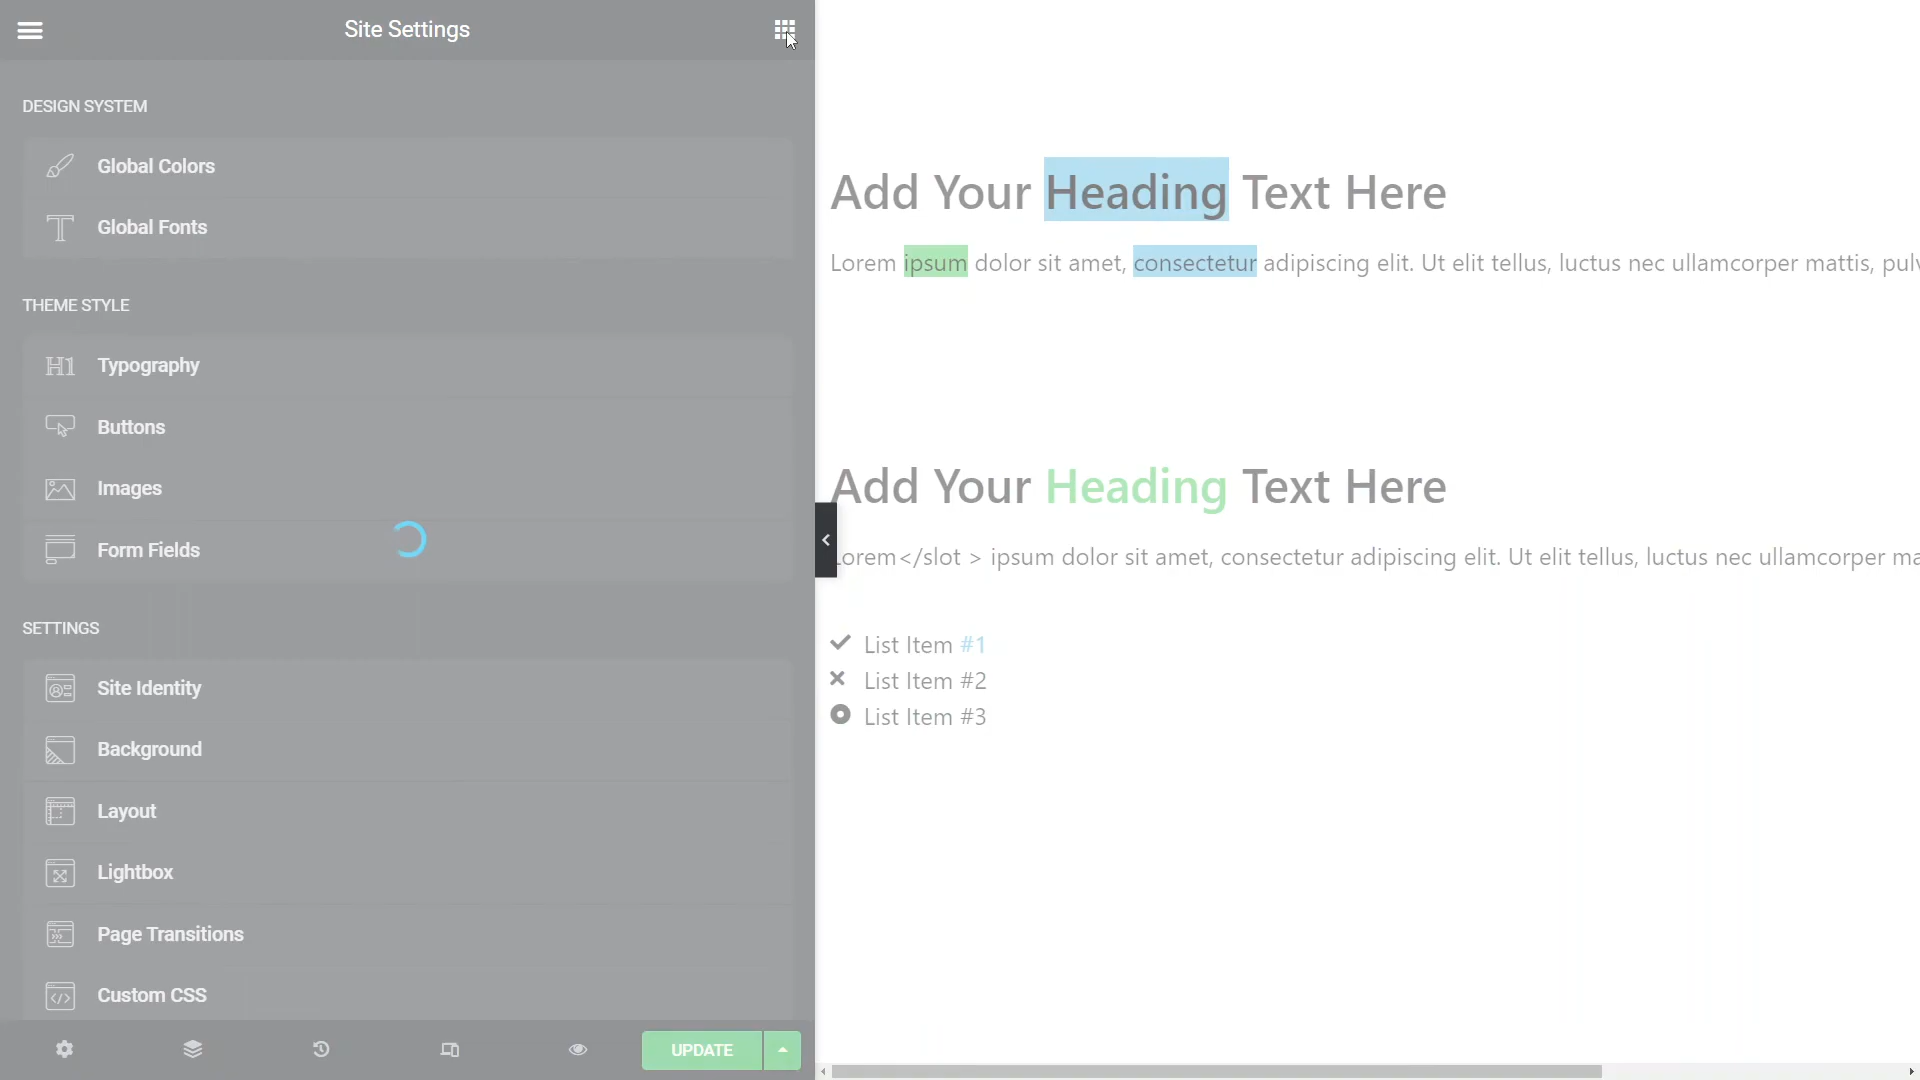 Site Settings
DESIGN SYSTEM
Global Colors
Global Fonts
THEME STYLE
H1 Typography
Buttons
Images
Form Fields
SETTINGS
Site Identity
Background
Layout
Lightbox
Page Transitions
Custom CSS
UPDATE
Add Your Heading Text Here
Lorem ipsum dolor sit amet, consectetur adipiscing elit. Ut elit tellus, luctus nec ullamcorper mattis, pulv
Add Your Heading Text Here
Lorem</slot > ipsum dolor sit amet, consectetur adipiscing elit. Ut elit tellus, luctus nec ullamcorper ma
List Item #1
List Item #2
List Item #3